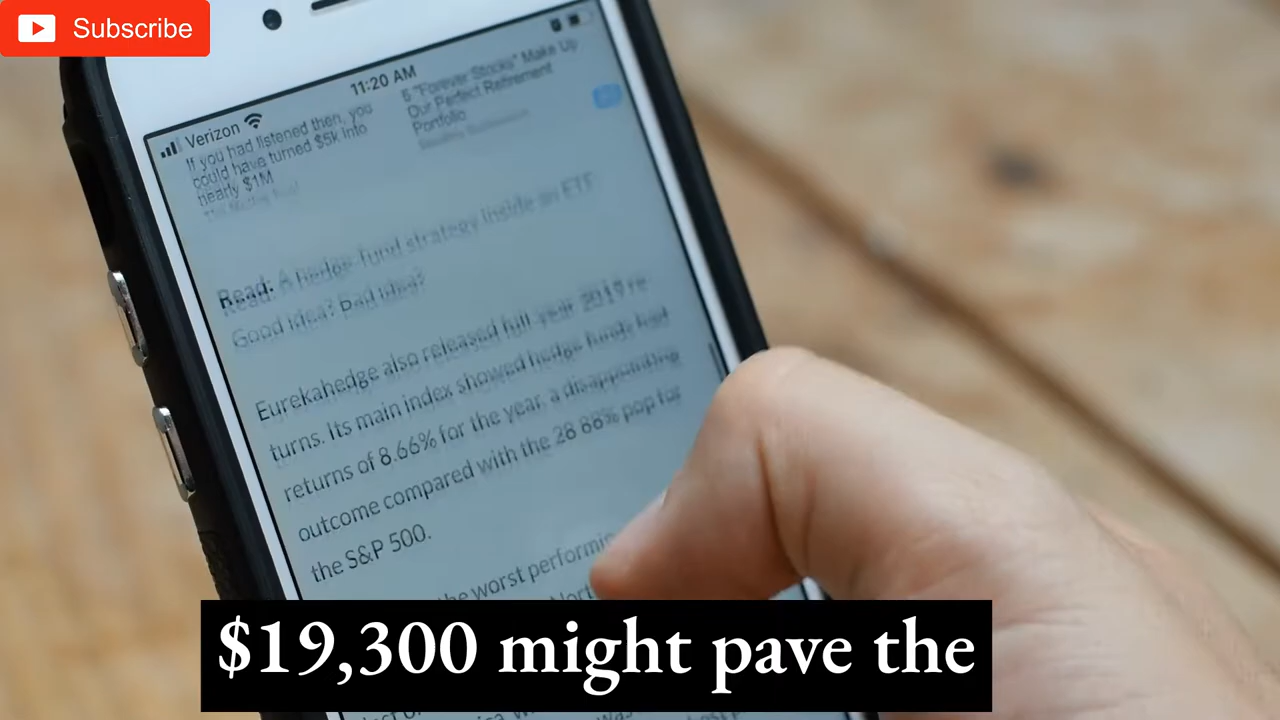 Subscribe
11:20 AM
Verizon
If you had listened then, you
could have turned $5k into
nearly $1M
6 "Forever Stocks" Make Up
Our Perfect Retirement
Portfolio
Read: A hedge-fund strategy inside an ETF
Good idea? Bad idea?
Eurekahedge also released full-year 2019 re
turns. Its main index showed hedge funds had
returns of 8.66% for the year, a disappointing
outcome compared with the 28.88% pop for
the S&P 500.
the worst performing
$19,300 might pave the